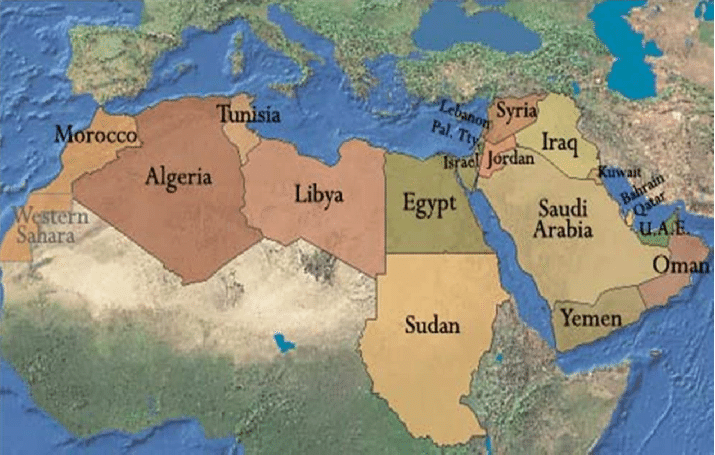 Morocco
Algeria
Tunisia
Libya
Egypt
Western
Sahara
Sudan
Lebanon
Pal. Tty.
Israel
Syria
Jordan
Iraq
Kuwait
Bahrain
Qatar
U.A.E.
Saudi
Arabia
Oman
Yemen